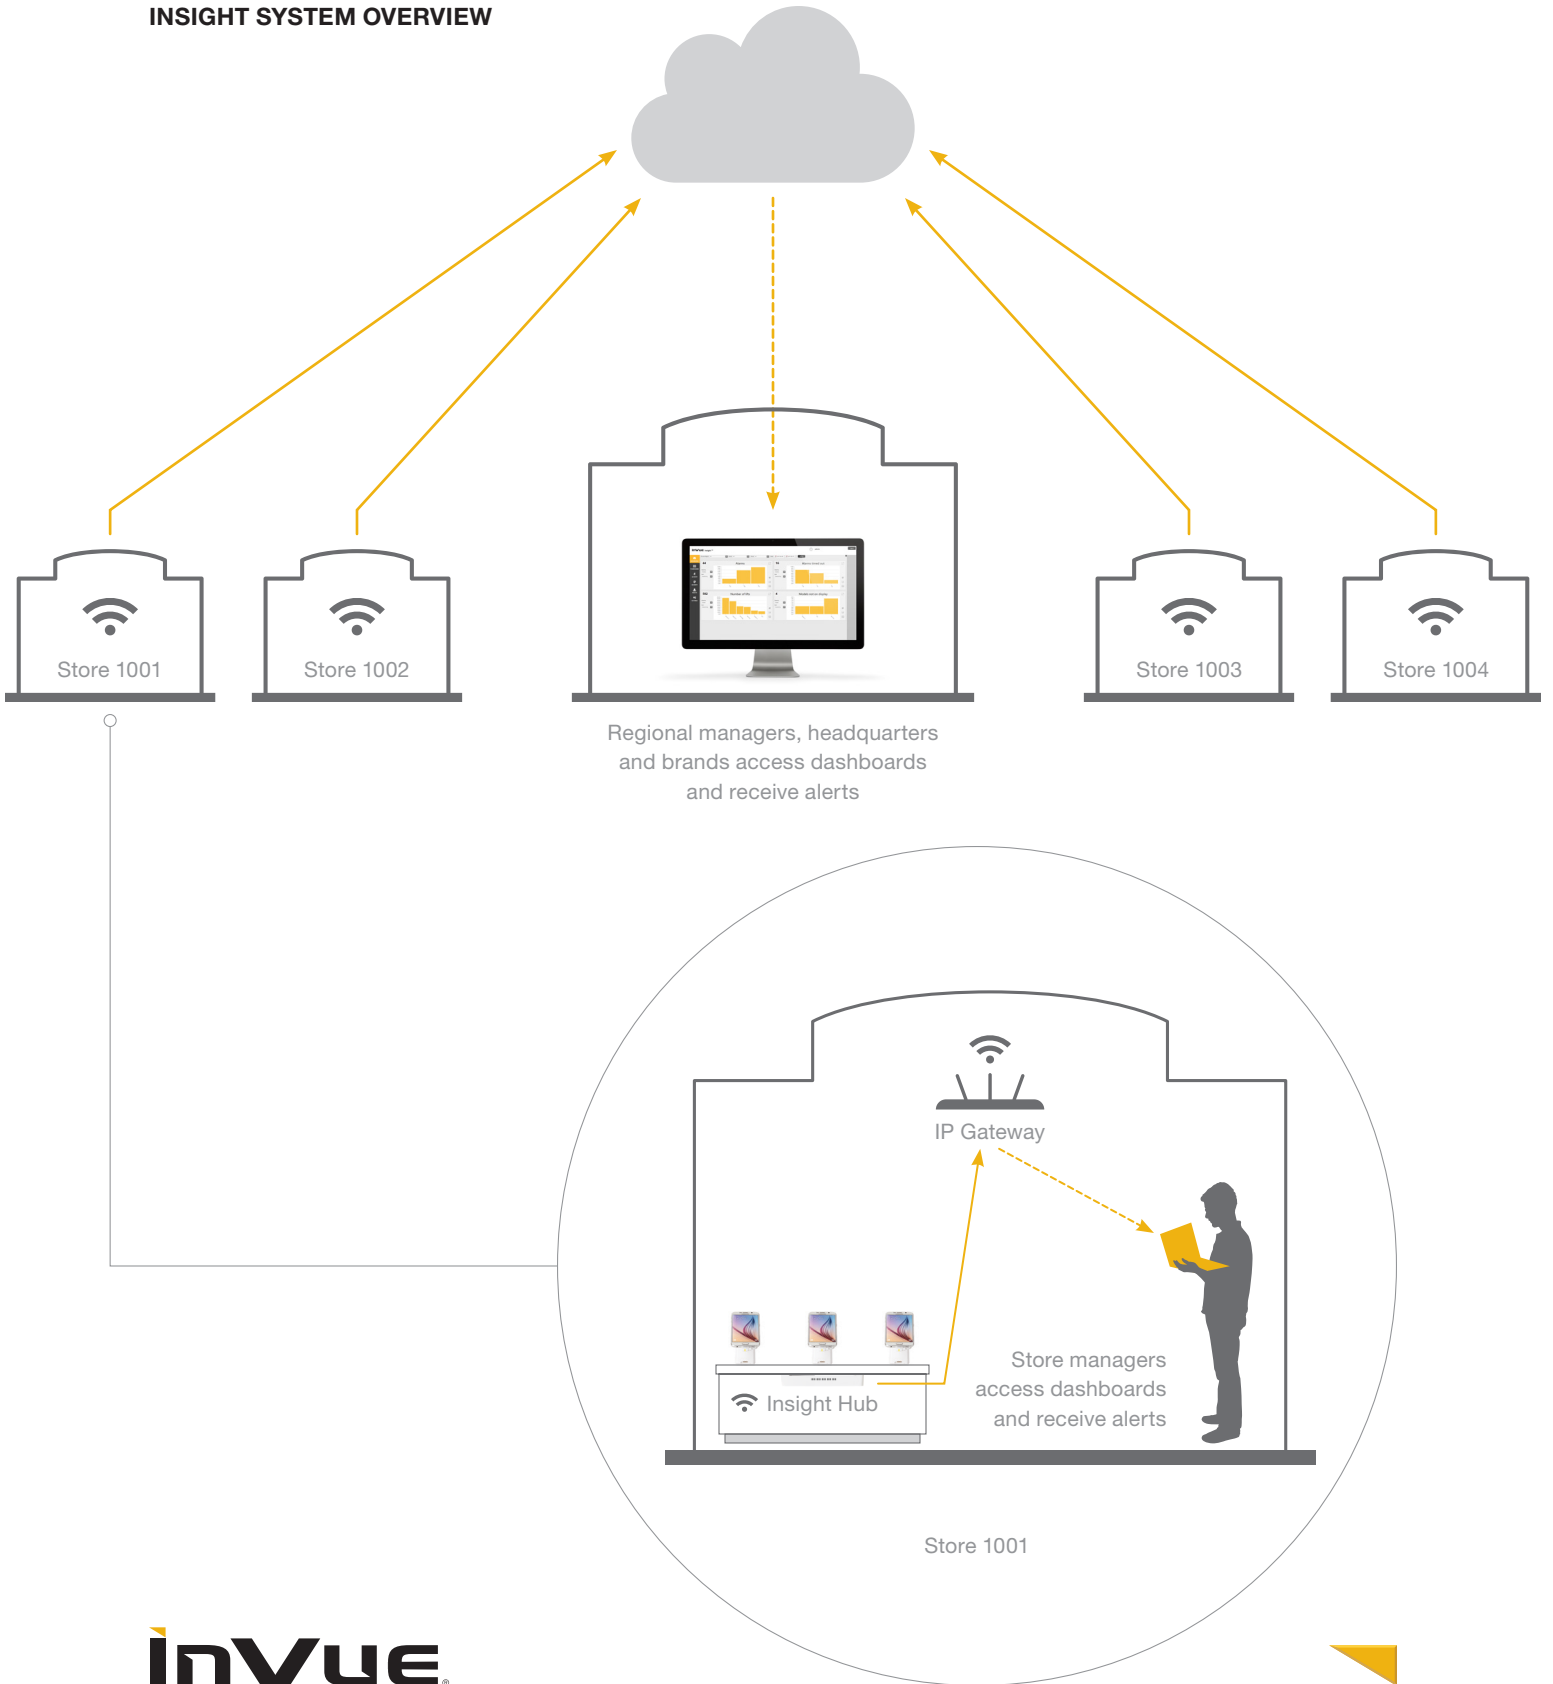 INSIGHT SYSTEM OVERVIEW
Store 1001
Store 1002
Store 1003
Store 1004
Regional managers, headquarters
and brands access dashboards
and receive alerts
IP Gateway
Insight Hub
Store managers
access dashboards
and receive alerts
Store 1001
inVue®